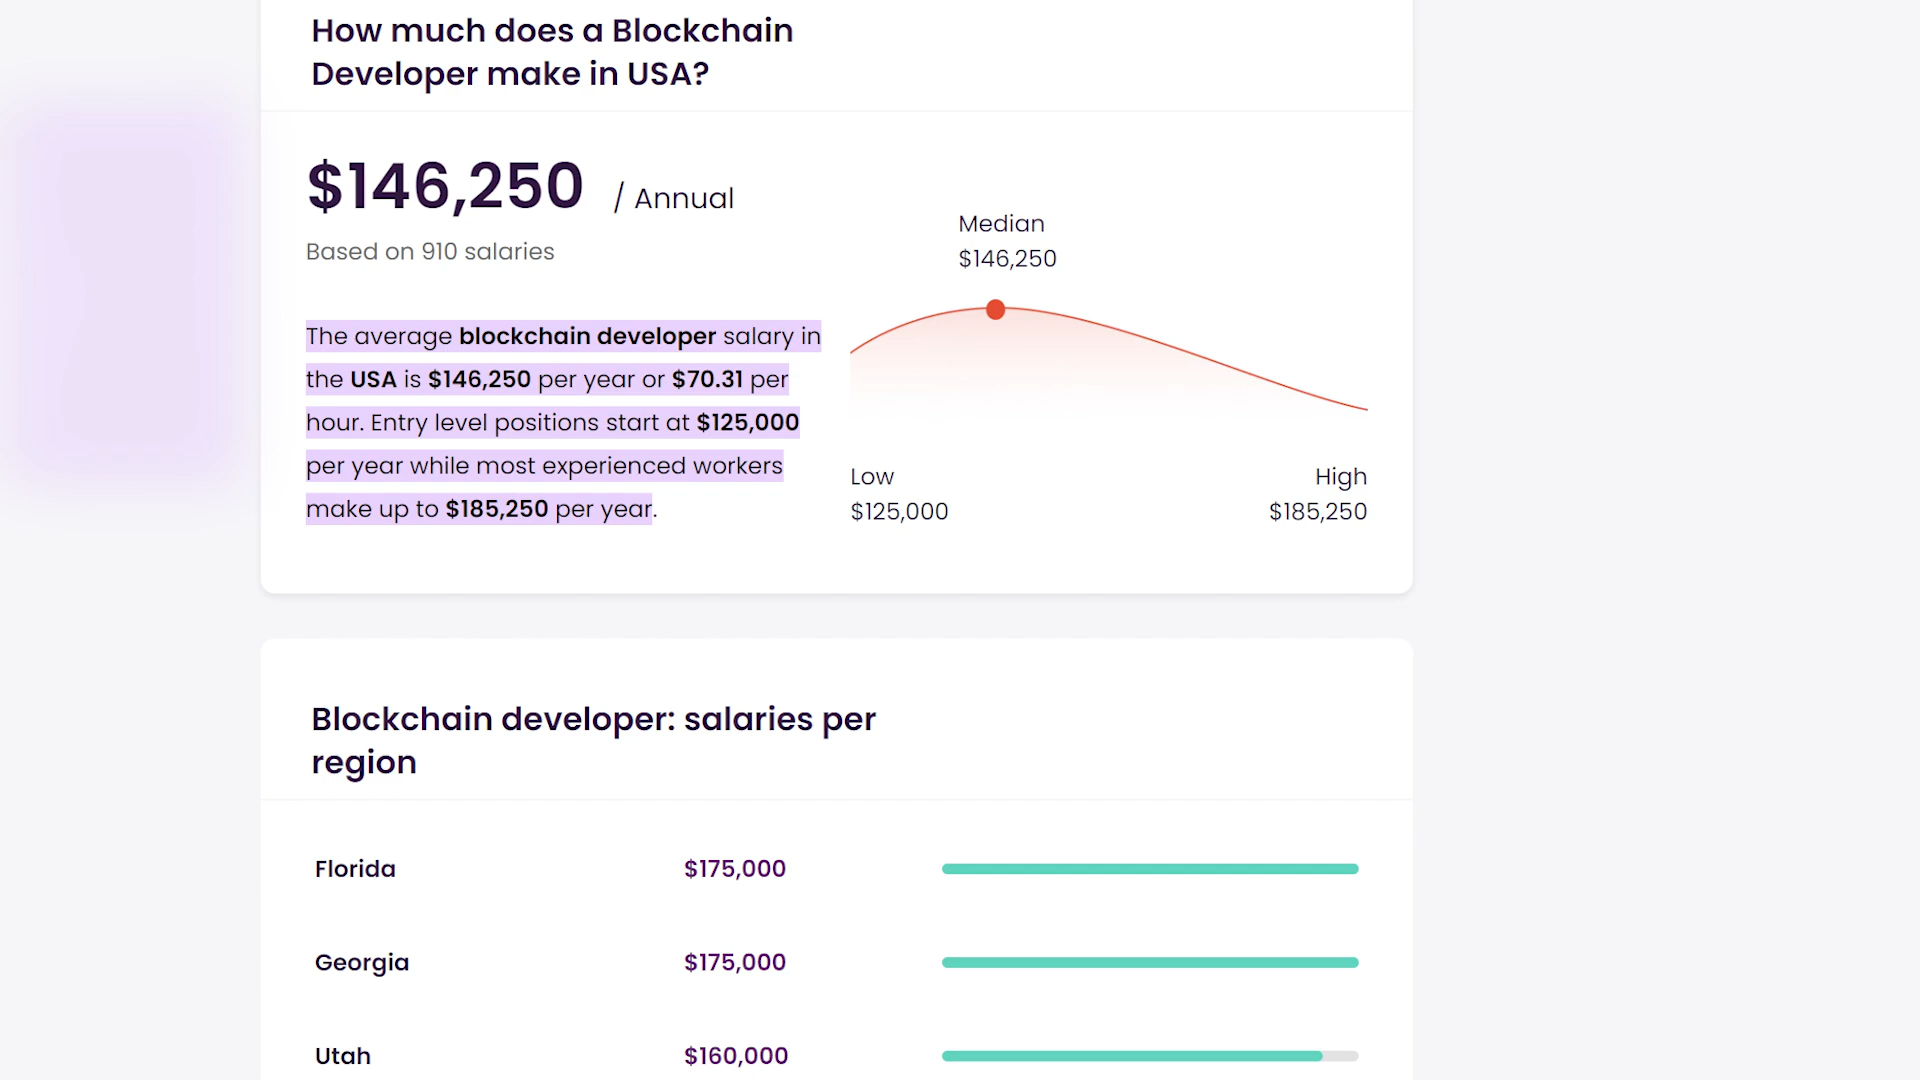 How much does a Blockchain
Developer make in USA?
$146,250 / Annual
Based on 910 salaries
The average blockchain developer salary in
the USA is $146,250 per year or $70.31 per
hour. Entry level positions start at $125,000
per year while most experienced workers
make up to $185,250 per year.
Median
$146,250
Low
$125,000
High
$185,250
Blockchain developer: salaries per
region
Florida $175,000
Georgia $175,000
Utah $160,000